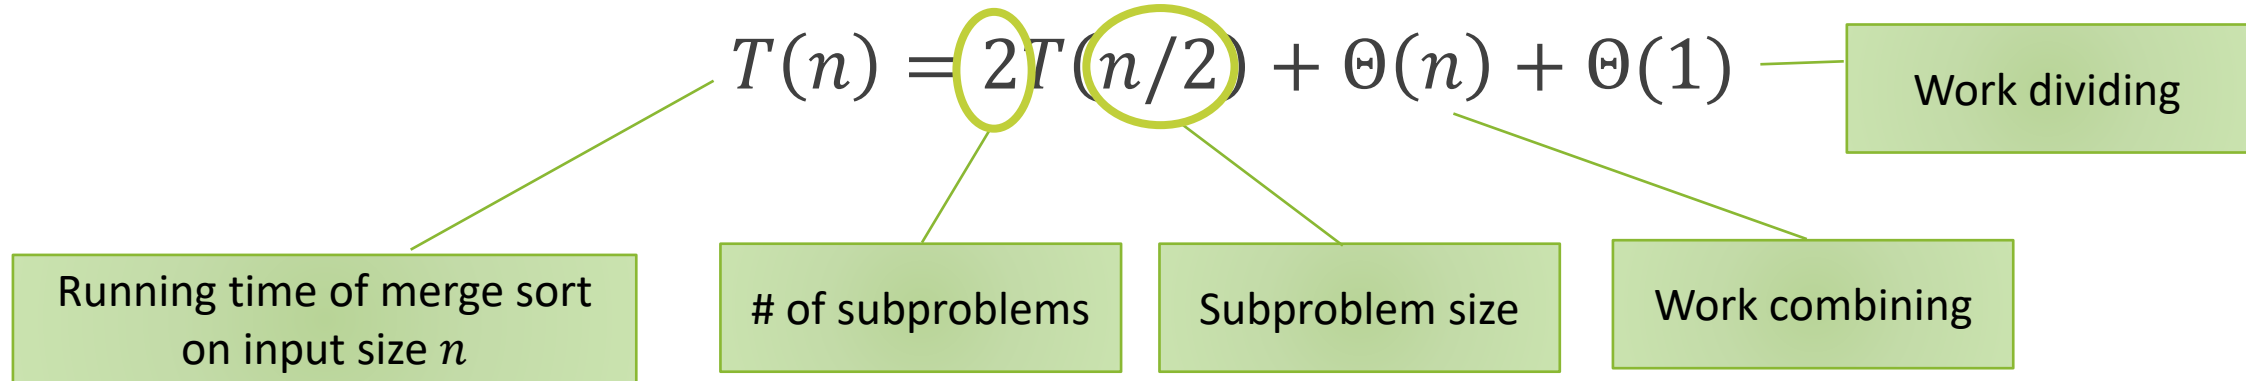 T(n) = 2T(n/2) + Θ(n) + Θ(1)
Work dividing
Running time of merge sort
on input size n
# of subproblems
Subproblem size
Work combining